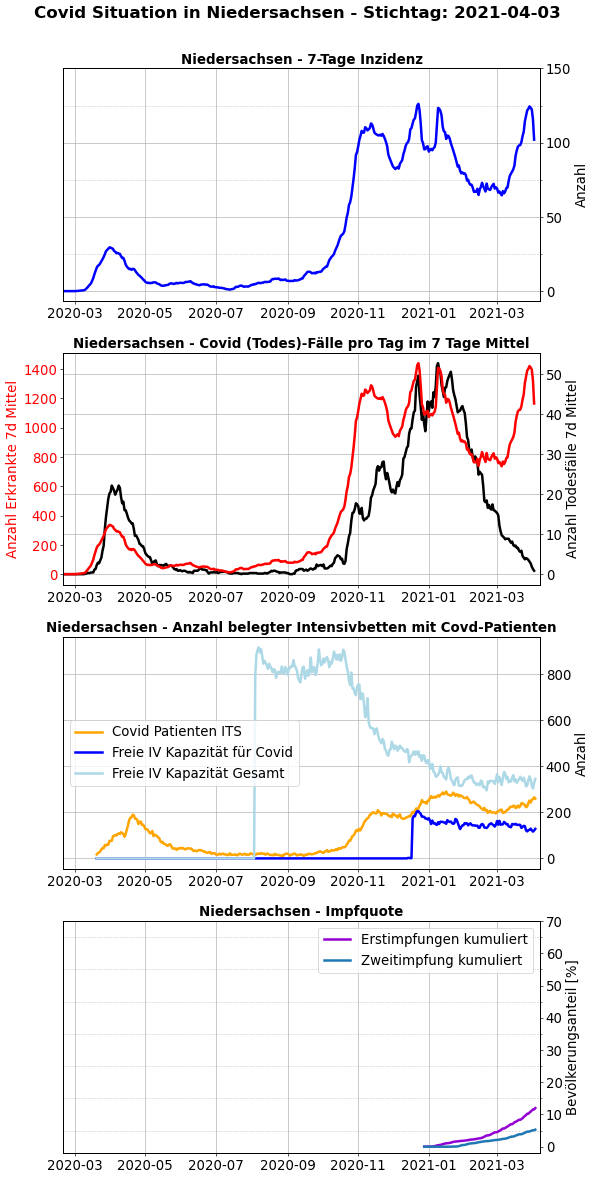 Covid Situation in Niedersachsen - Stichtag: 2021-04-03
Niedersachsen - 7-Tage Inzidenz
150
100
50
0
Anzahl
2020-03 2020-05 2020-07 2020-09 2020-11 2021-01 2021-03
Niedersachsen - Covid (Todes)-Fälle pro Tag im 7 Tage Mittel
Anzahl Erkrankte 7d Mittel
1400
1200
1000
800
600
400
200
0
50
40
30
20
10
0
Anzahl Todesfälle 7d Mittel
2020-03 2020-05 2020-07 2020-09 2020-11 2021-01 2021-03
Niedersachsen - Anzahl belegter Intensivbetten mit Covd-Patienten
Covid Patienten ITS
Freie IV Kapazität für Covid
Freie IV Kapazität Gesamt
800
600
400
200
0
Anzahl
2020-03 2020-05 2020-07 2020-09 2020-11 2021-01 2021-03
Niedersachsen - Impfquote
Erstimpfungen kumuliert
Zweitimpfung kumuliert
70
60
50
40
30
20
10
0
Bevölkerungsanteil [%]
2020-03 2020-05 2020-07 2020-09 2020-11 2021-01 2021-03